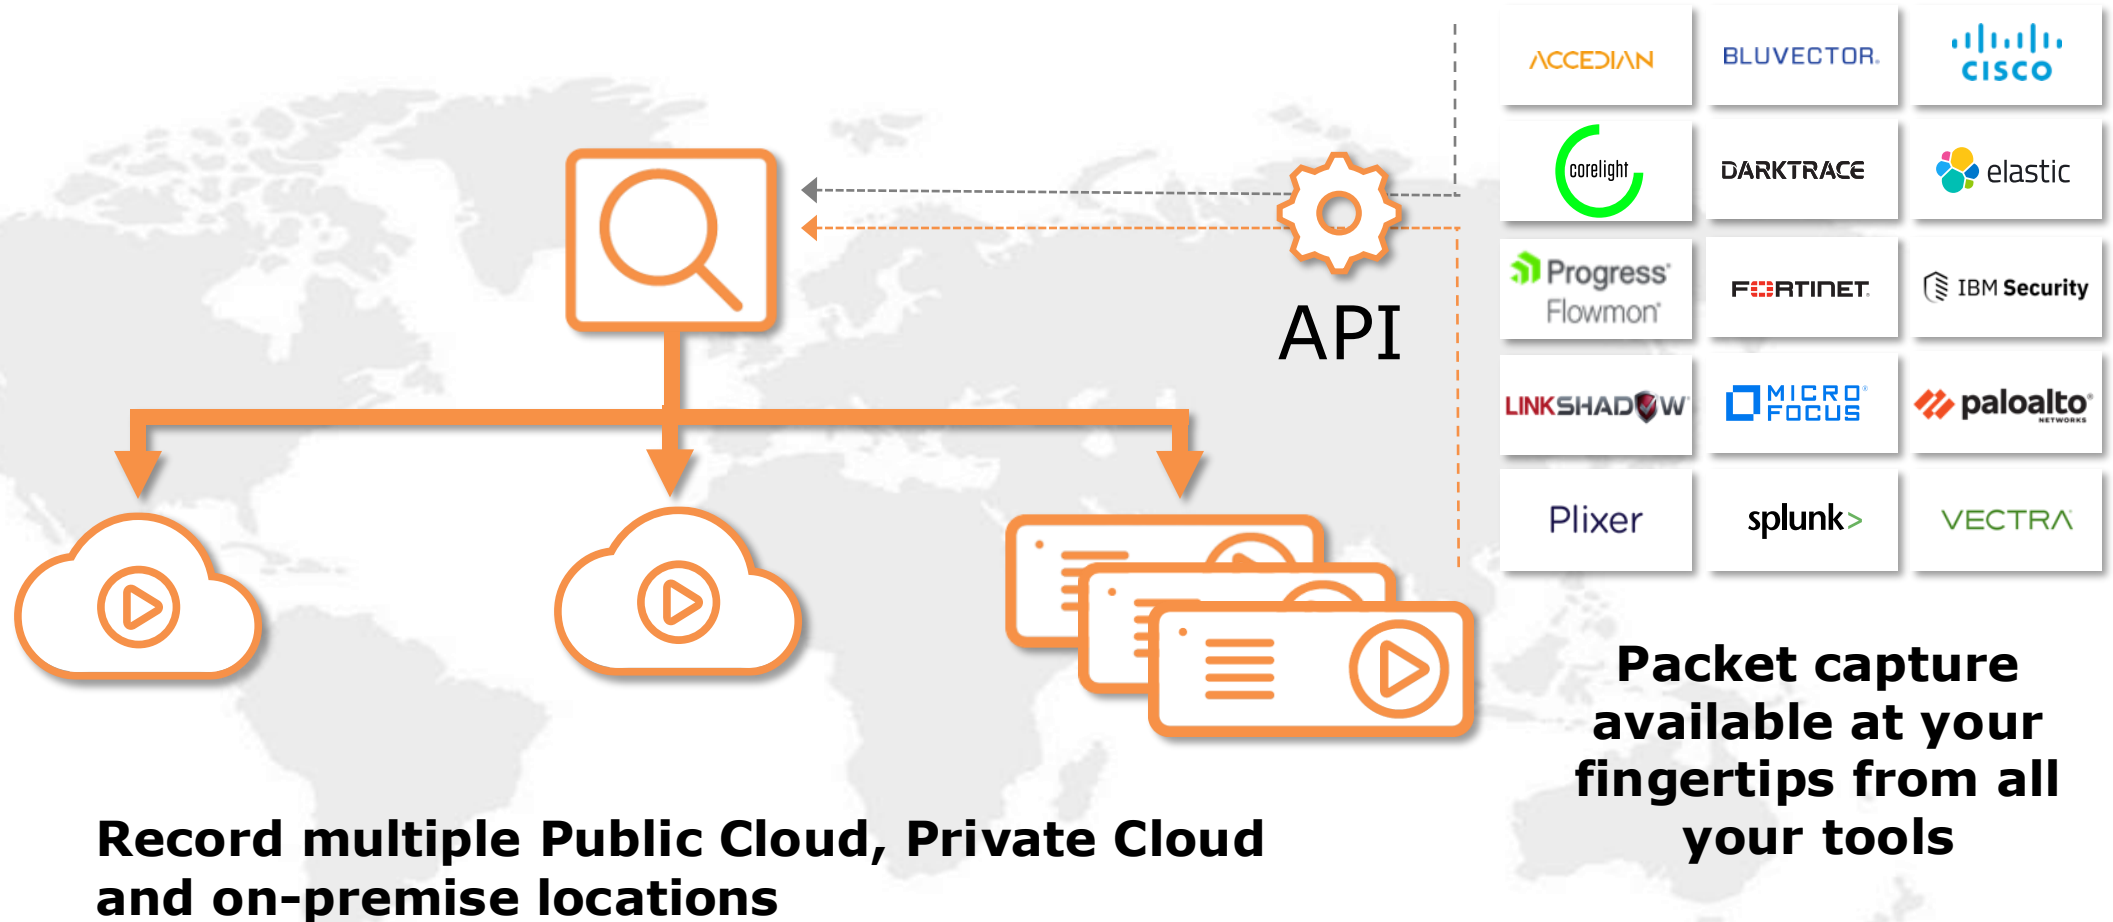 ACCEDIAN
BLUVECTOR®
CISCO
corelight
DARKTRACE
elastic
Progress®
Flowmon®
FORTINET®
IBM Security
LINKSHADOW
MICRO®
FOCUS
paloalto®
NETWORKS
Plixer
splunk>
VECTRA
API
Packet capture
available at your
fingertips from all
your tools
Record multiple Public Cloud, Private Cloud
and on-premise locations